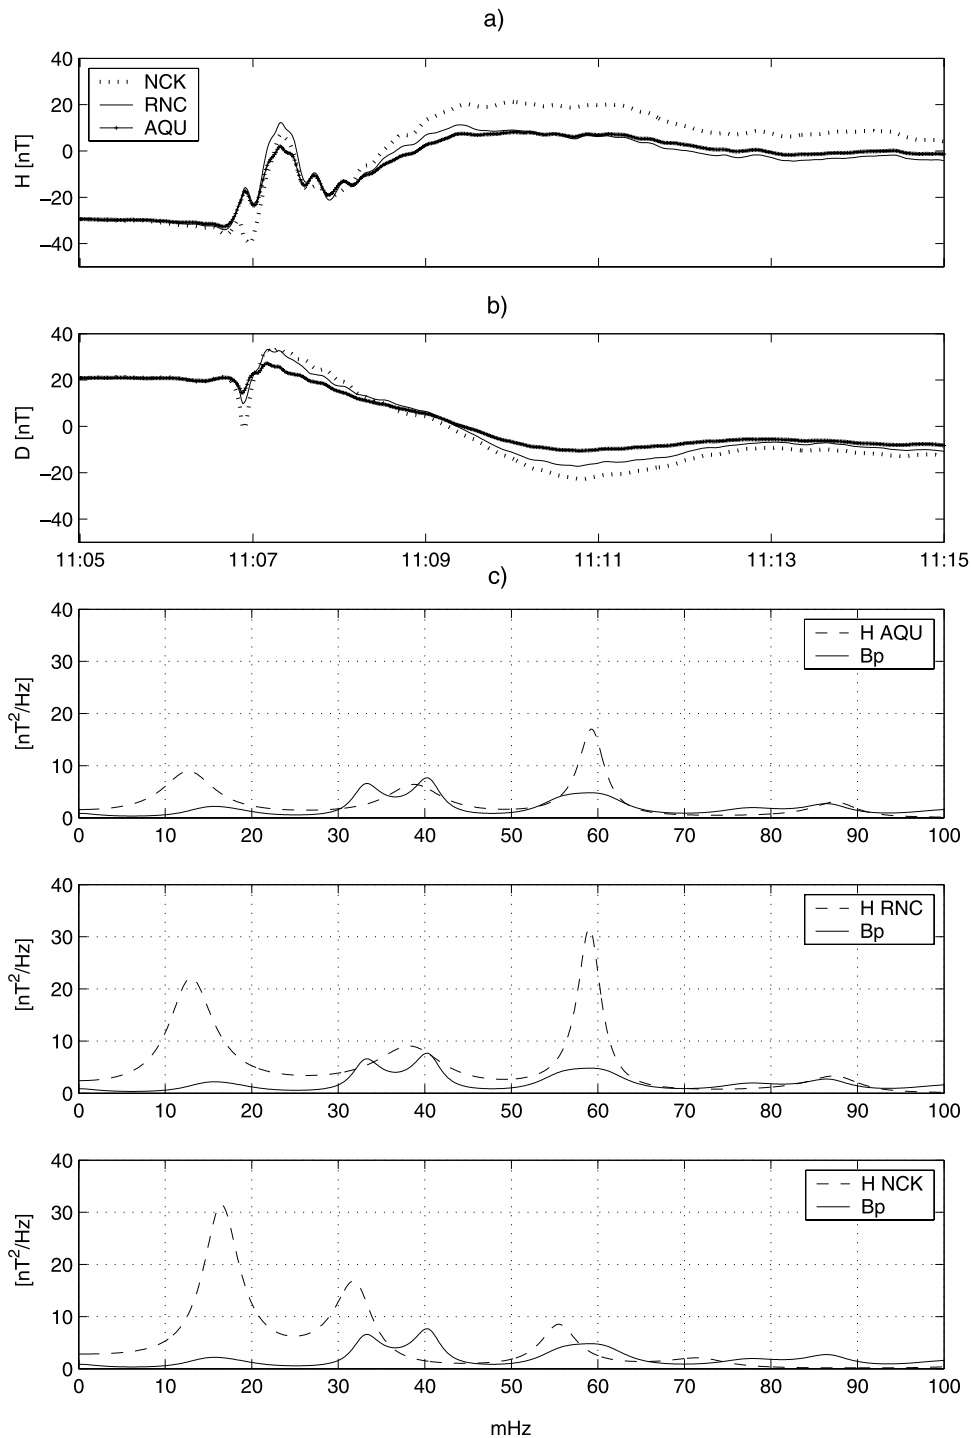 a)
40
20
0
−20
−40
H [nT]
NCK
RNC
AQU
b)
40
20
0
−20
−40
D [nT]
11:05 11:07 11:09 11:11 11:13 11:15
c)
40
30
20
10
0
[nT²/Hz]
H AQU
Bp
0 10 20 30 40 50 60 70 80 90 100
40
30
20
10
0
[nT²/Hz]
H RNC
Bp
0 10 20 30 40 50 60 70 80 90 100
40
30
20
10
0
[nT²/Hz]
H NCK
Bp
0 10 20 30 40 50 60 70 80 90 100
mHz